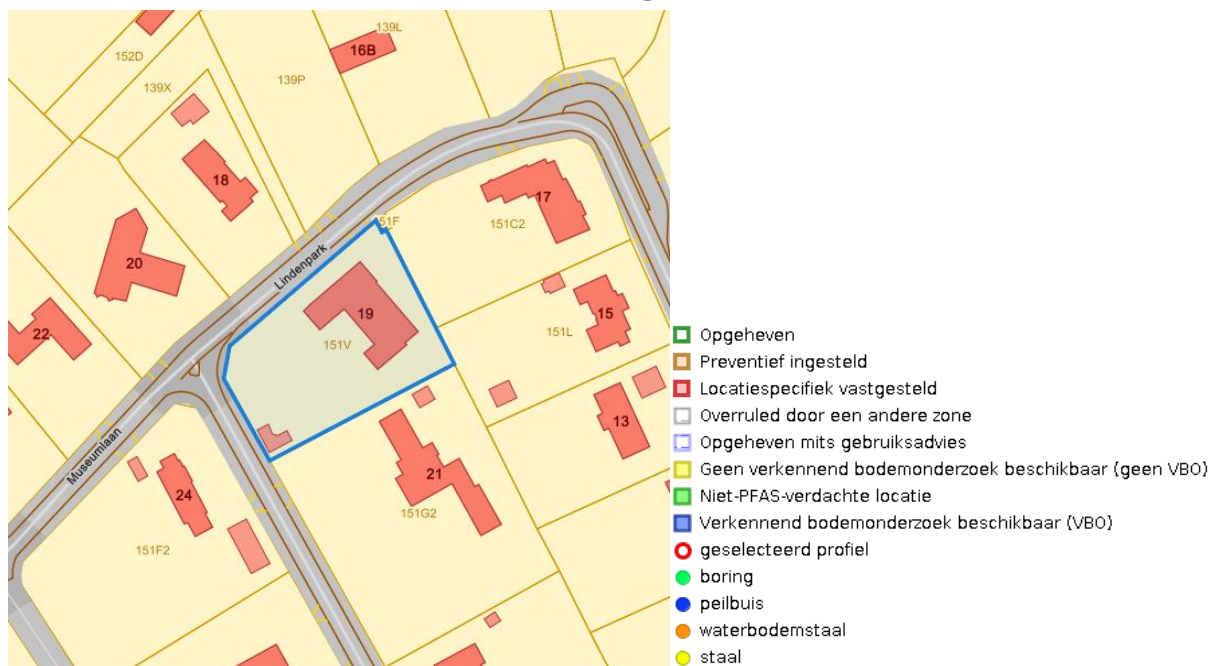 139L
16B
152D
139P
139X
18
17
151F
151C2
20
Lindenpark
19
15
22
151L
151V
13
21
Museumlaan
24
151G2
151F2
Opgeheven
Preventief ingesteld
Locatiespecifiek vastgesteld
Overruled door een andere zone
Opgeheven mits gebruiksadvies
Geen verkennend bodemonderzoek beschikbaar (geen VBO)
Niet-PFAS-verdachte locatie
Verkennend bodemonderzoek beschikbaar (VBO)
geselecteerd profiel
boring
peilbuis
waterbodemstaal
staal